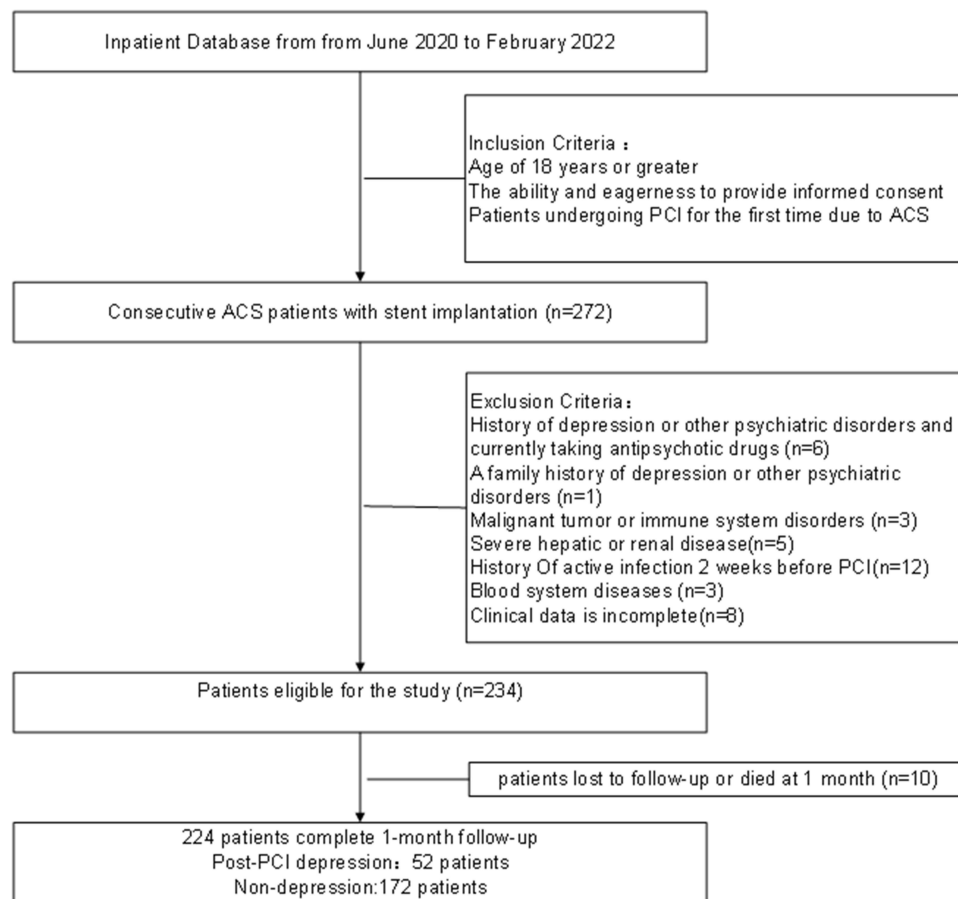 Inpatient Database from from June 2020 to February 2022
Inclusion Criteria：
Age of 18 years or greater
The ability and eagerness to provide informed consent
Patients undergoing PCI for the first time due to ACS
Consecutive ACS patients with stent implantation (n=272)
Exclusion Criteria：
History of depression or other psychiatric disorders and
currently taking antipsychotic drugs (n=6)
A family history of depression or other psychiatric
disorders (n=1)
Malignant tumor or immune system disorders (n=3)
Severe hepatic or renal disease(n=5)
History Of active infection 2 weeks before PCI(n=12)
Blood system diseases (n=3)
Clinical data is incomplete(n=8)
Patients eligible for the study (n=234)
patients lost to follow-up or died at 1 month (n=10)
224 patients complete 1-month follow-up
Post-PCI depression：52 patients
Non-depression:172 patients